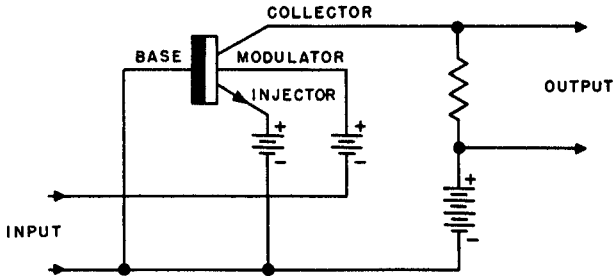 COLLECTOR
BASE MODULATOR
INJECTOR
OUTPUT
+
+
-
-
+
-
INPUT